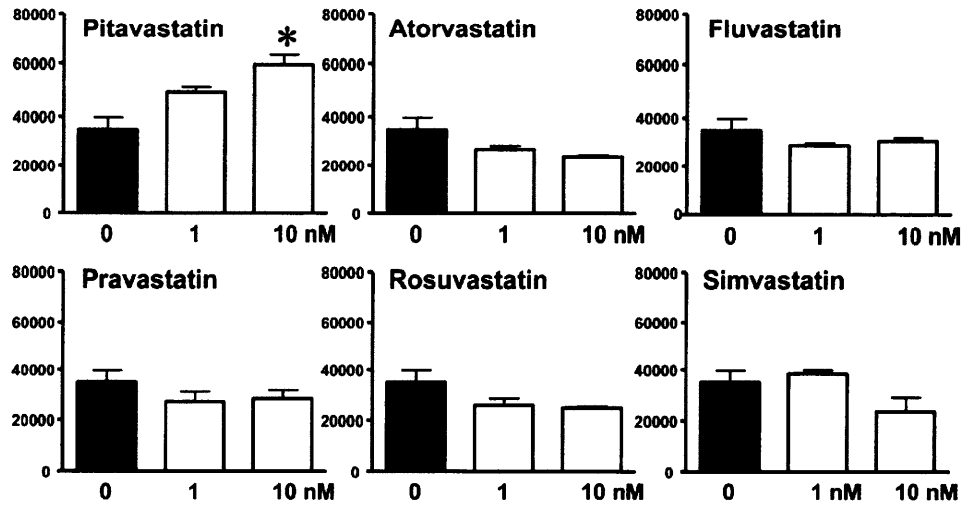 80000 Pitavastatin *
60000
40000
20000
0
0 1 10 nM
80000 Atorvastatin
60000
40000
20000
0
0 1 10 nM
80000 Fluvastatin
60000
40000
20000
0
0 1 10 nM
80000 Pravastatin
60000
40000
20000
0
0 1 10 nM
80000 Rosuvastatin
60000
40000
20000
0
0 1 10 nM
80000 Simvastatin
60000
40000
20000
0
0 1 nM 10 nM